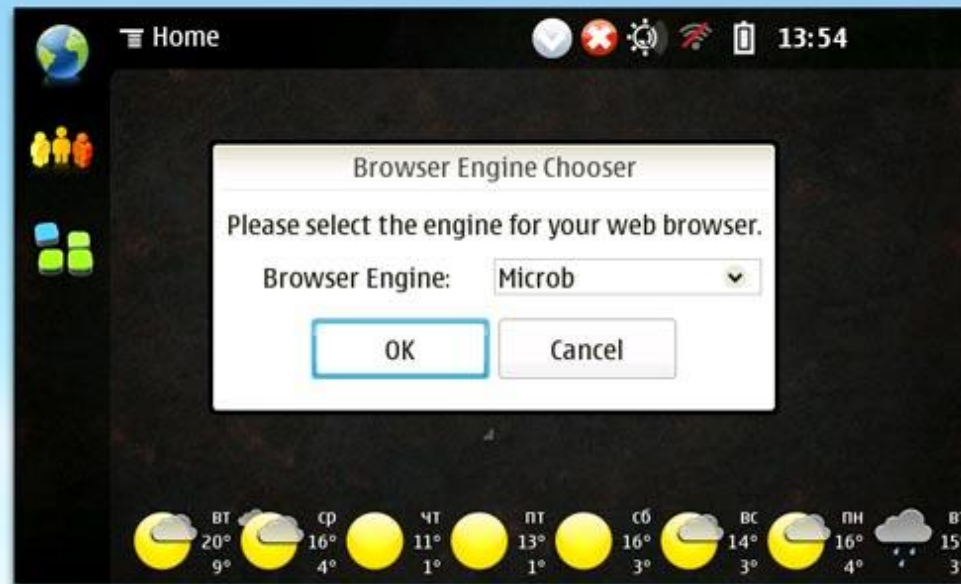 Home
13:54
Browser Engine Chooser
Please select the engine for your web browser.
Browser Engine: Microb
OK Cancel
вт ср чт пт сб вс пн
20° 16° 11° 13° 16° 14° 16° 15°
9° 4° 1° 1° 3° 3° 4° 3